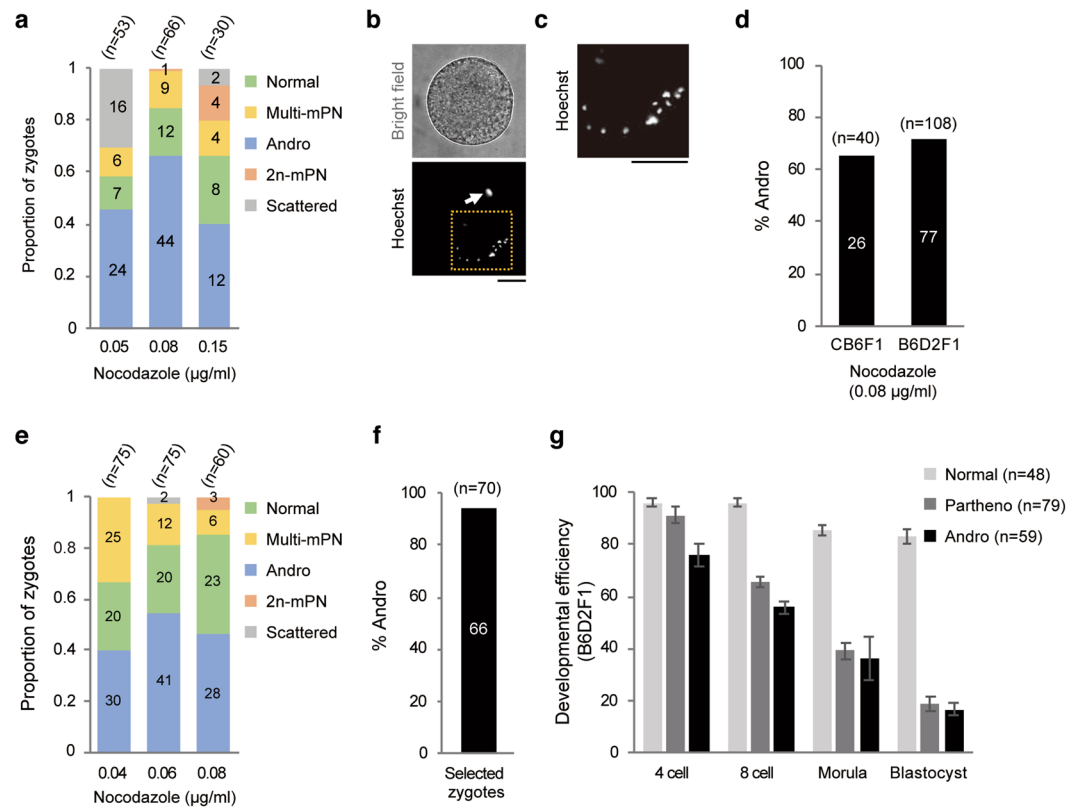 a
(n=53)
(n=66)
(n=30)
Proportion of zygotes
1
0.8
0.6
0.4
0.2
0
16
6
7
24
1
9
12
44
2
4
4
8
12
0.05
0.08
0.15
Nocodazole (µg/ml)
Normal
Multi-mPN
Andro
2n-mPN
Scattered
b
Bright field
Hoechst
c
Hoechst
d
% Andro
100
80
60
40
20
0
(n=40)
(n=108)
26
77
CB6F1
B6D2F1
Nocodazole
(0.08 µg/ml)
e
(n=75)
(n=75)
(n=60)
Proportion of zygotes
1
0.8
0.6
0.4
0.2
0
25
20
30
2
12
20
41
3
6
23
28
0.04
0.06
0.08
Nocodazole (µg/ml)
Normal
Multi-mPN
Andro
2n-mPN
Scattered
f
% Andro
100
80
60
40
20
0
(n=70)
66
Selected
zygotes
g
Developmental efficiency
(B6D2F1)
100
80
60
40
20
0
4 cell
8 cell
Morula
Blastocyst
Normal (n=48)
Partheno (n=79)
Andro (n=59)